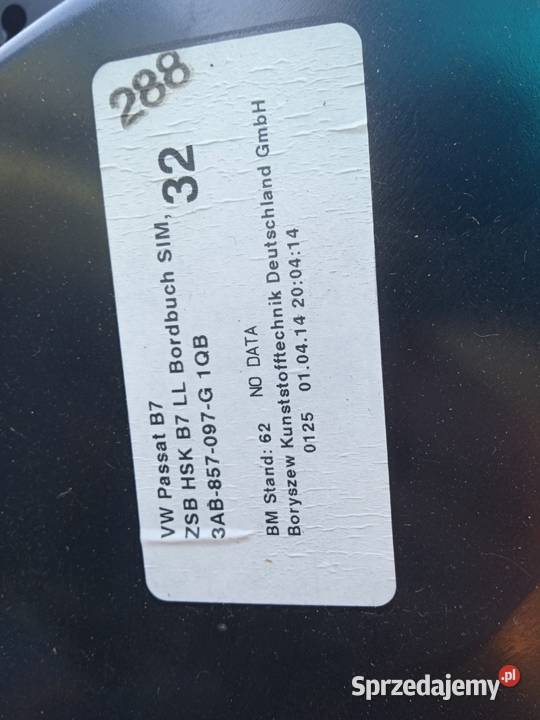 288
VW Passat B7
ZSB HSK B7 LL Bordbuch SIM, 32
3AB-857-097-G 1QB
BM Stand: 62 NO DATA
Boryszew Kunststofftechnik Deutschland GmbH
0125 01.04.14 20:04:14
Sprzedajemy.pl